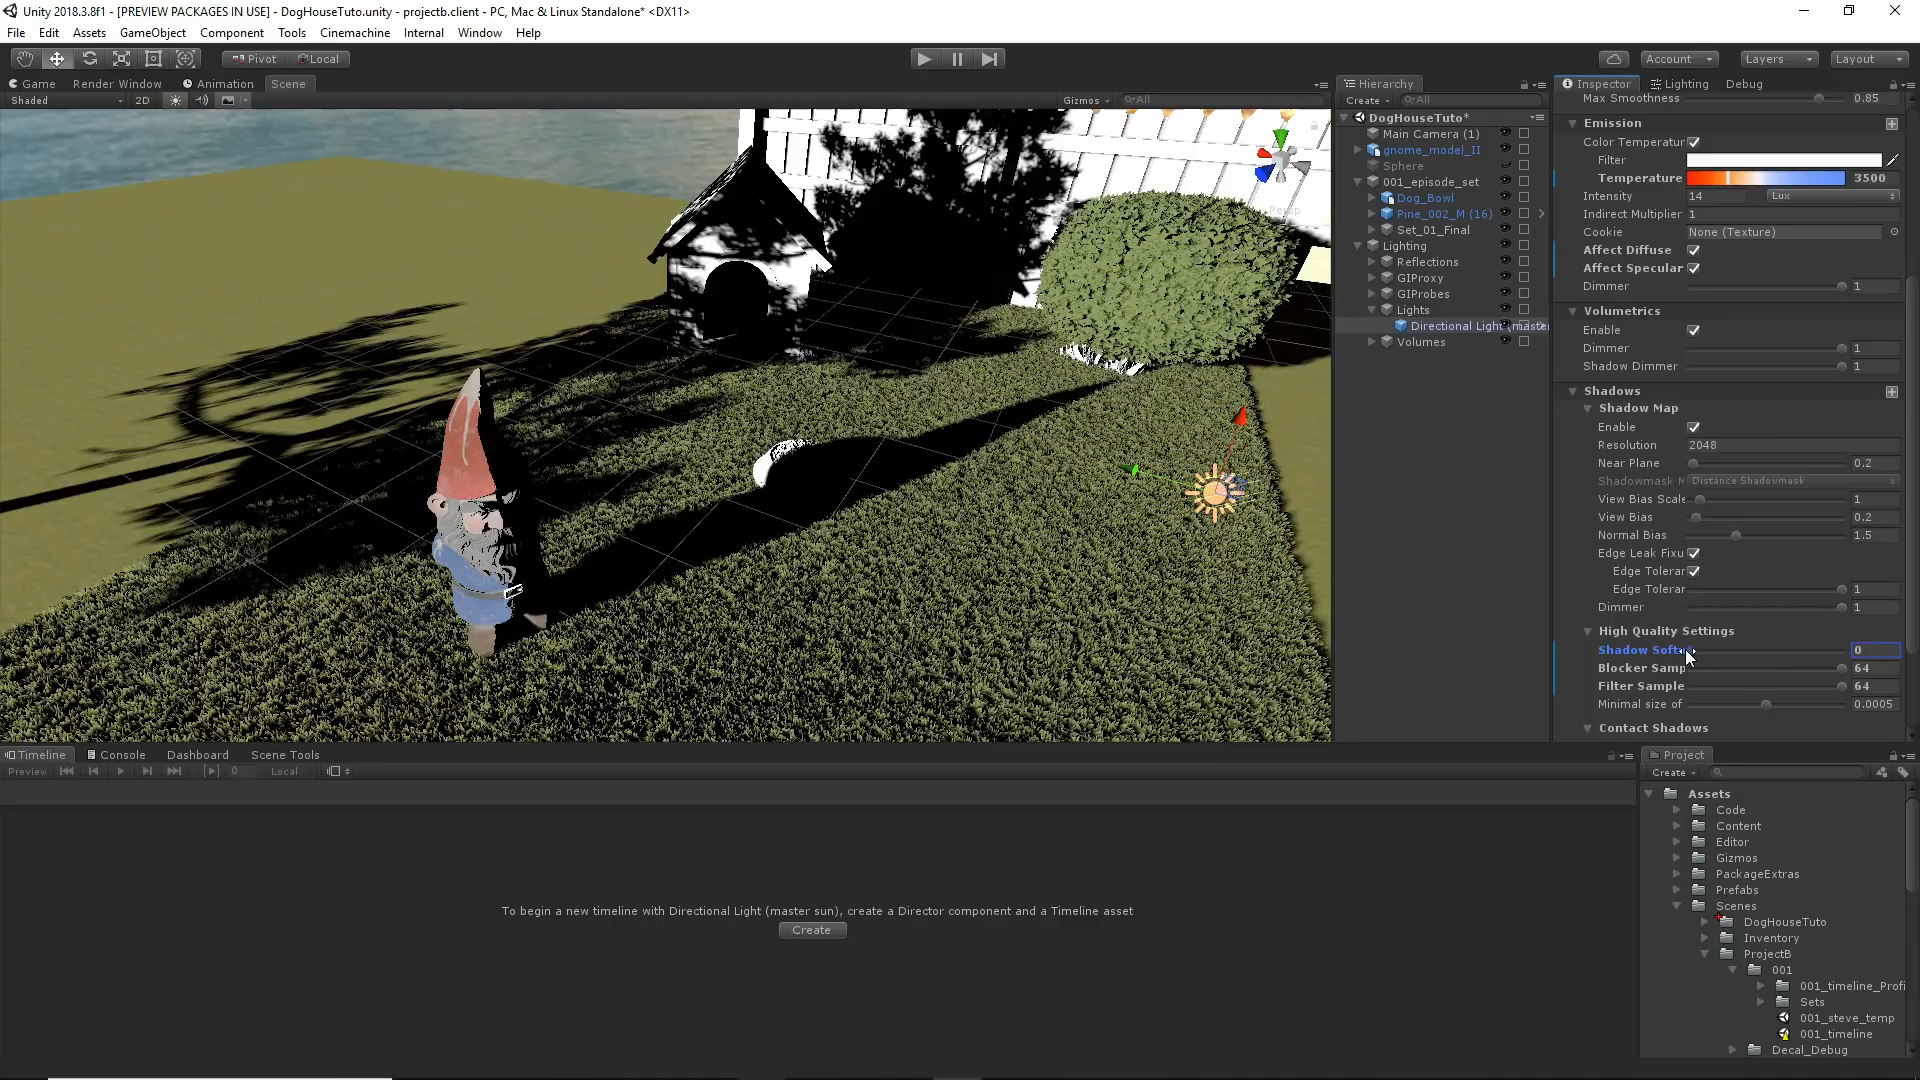 Unity 2018.3.8f1 - [PREVIEW PACKAGES IN USE] - DogHouseTuto.unity - projectb.client - PC, Mac & Linux Standalone* <DX11>
File Edit Assets GameObject Component Tools Cinemachine Internal Window Help
Pivot Local Account Layers Layout
Game Render Window Animation Scene
Shaded 2D Gizmos All
Persp
Hierarchy
Create All
DogHouseTuto*
Main Camera (1)
gnome_model_II
Sphere
001_episode_set
Dog_Bowl
Pine_002_M (16)
Set_01_Final
Lighting
Reflections
GIProxy
GIProbes
Lights
Directional Light (master
Volumes
Inspector Lighting Debug
Max Smoothness 0.85
Emission
Color Temperatur
Filter
Temperature 3500
Intensity 14 Lux
Indirect Multiplier 1
Cookie None (Texture)
Affect Diffuse
Affect Specular
Dimmer 1
Volumetrics
Enable
Dimmer 1
Shadow Dimmer 1
Shadows
Shadow Map
Enable
Resolution 2048
Near Plane 0.2
Shadowmask M Distance Shadowmask
View Bias Scale 1
View Bias 0.2
Normal Bias 1.5
Edge Leak Fixu
Edge Toleran
Edge Toleran 1
Dimmer 1
High Quality Settings
Shadow Soft 0
Blocker Samp 64
Filter Sample 64
Minimal size of 0.0005
Contact Shadows
Timeline Console Dashboard Scene Tools
Preview 0 Local
To begin a new timeline with Directional Light (master sun), create a Director component and a Timeline asset
Create
Project
Create
Assets
Code
Content
Editor
Gizmos
PackageExtras
Prefabs
Scenes
DogHouseTuto
Inventory
ProjectB
001
001_timeline_Profi
Sets
001_steve_temp
001_timeline
Decal_Debug